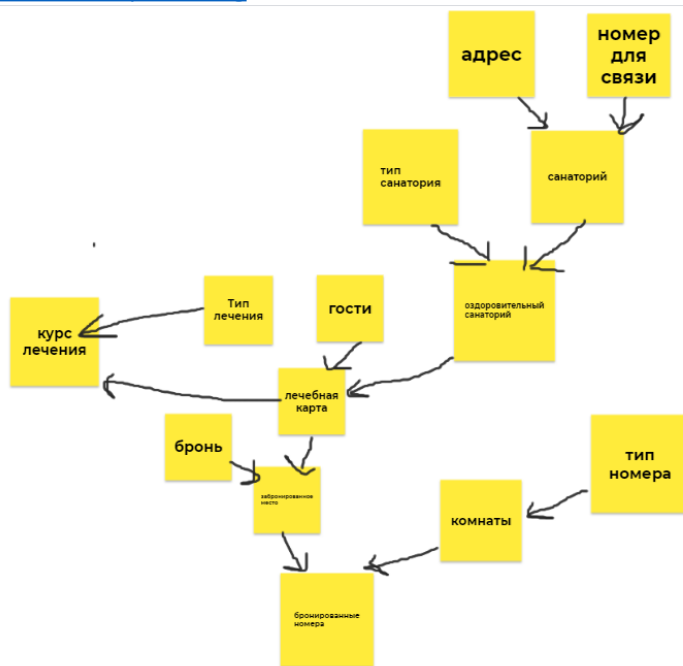 адрес
номер
для
связи
тип
санатория
санаторий
Тип
лечения
гости
оздоровительный
санаторий
курс
лечения
лечебная
карта
бронь
тип
номера
забронированное
место
комнаты
бронированные
номера